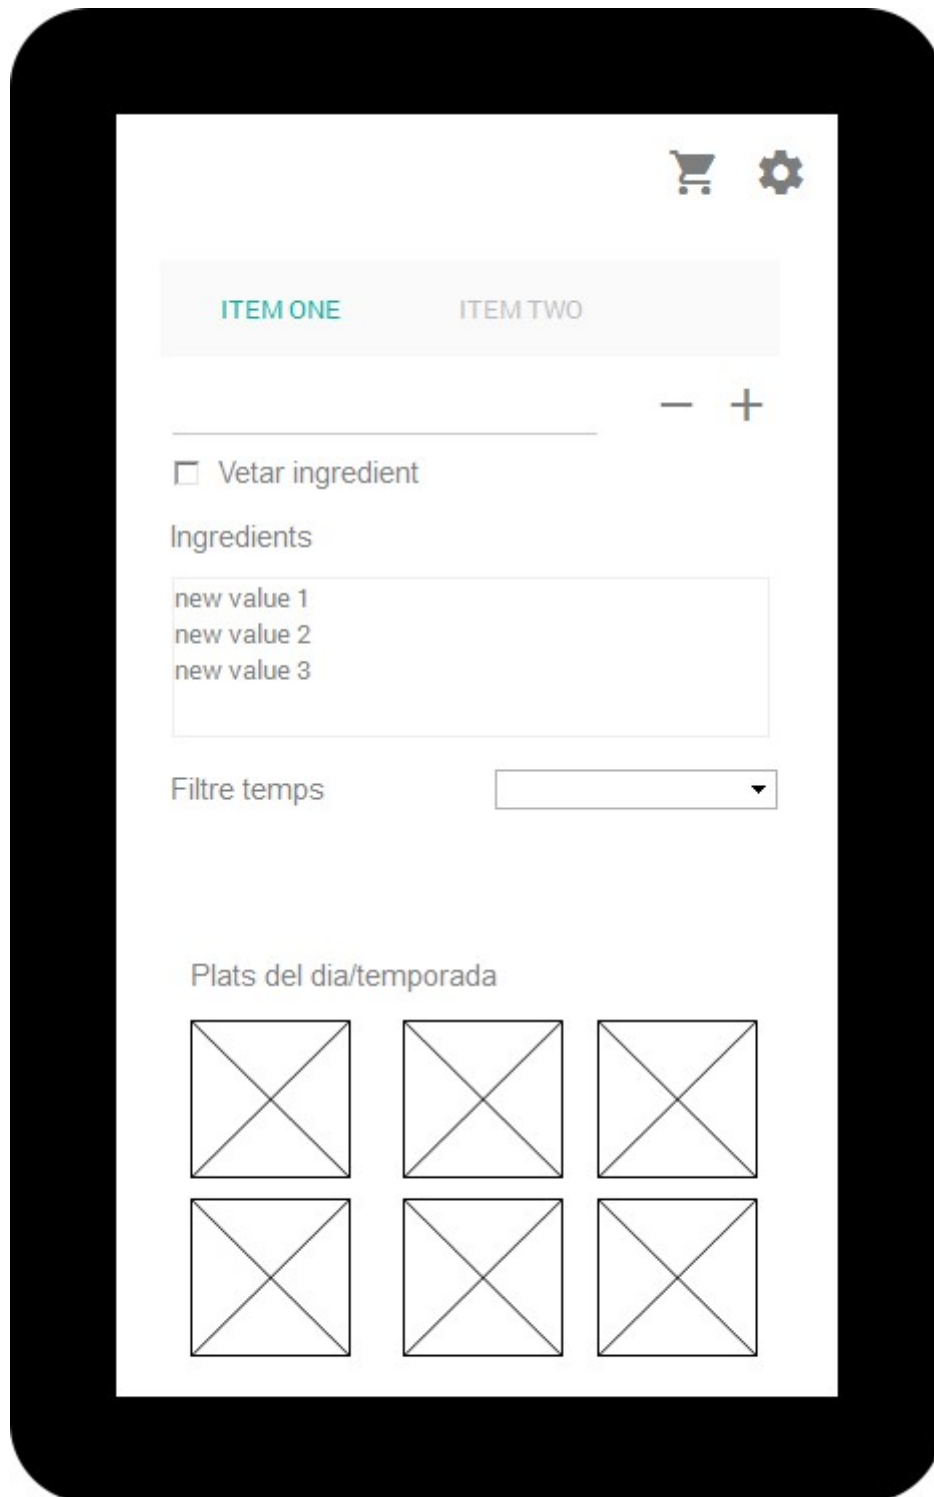 ITEM ONE ITEM TWO
Vetar ingredient
Ingredients
new value 1
new value 2
new value 3
Filtre temps
Plats del dia/temporada